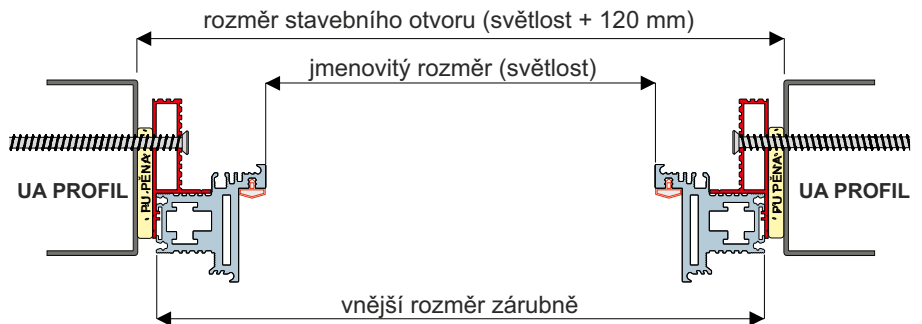 rozměr stavebního otvoru (světlost + 120 mm)
jmenovitý rozměr (světlost)
PU PĚNA
PU PĚNA
UA PROFIL
UA PROFIL
vnější rozměr zárubně